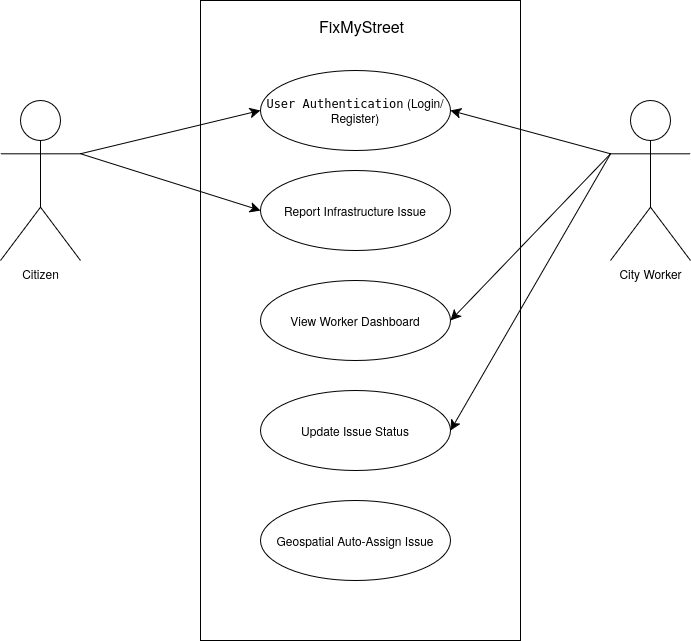 FixMyStreet
User Authentication (Login/
Register)
Report Infrastructure Issue
Citizen
City Worker
View Worker Dashboard
Update Issue Status
Geospatial Auto-Assign Issue